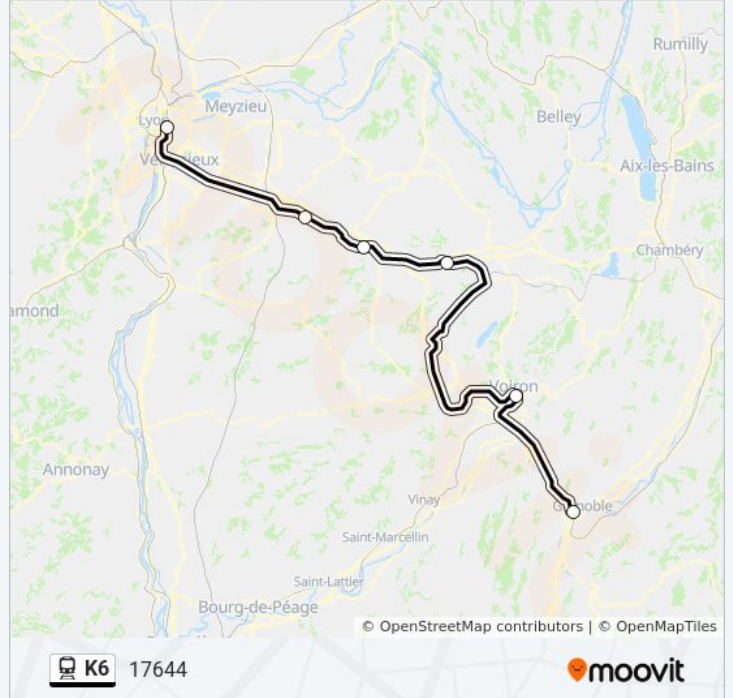 Rumilly
Meyzieu
Lyon
Belley
Vénissieux
Aix-les-Bains
Chambéry
amond
Voiron
Annonay
Vinay
Grenoble
Saint-Marcellin
Saint-Lattier
Bourg-de-Péage
© OpenStreetMap contributors | © OpenMapTiles
K6 17644
moovit